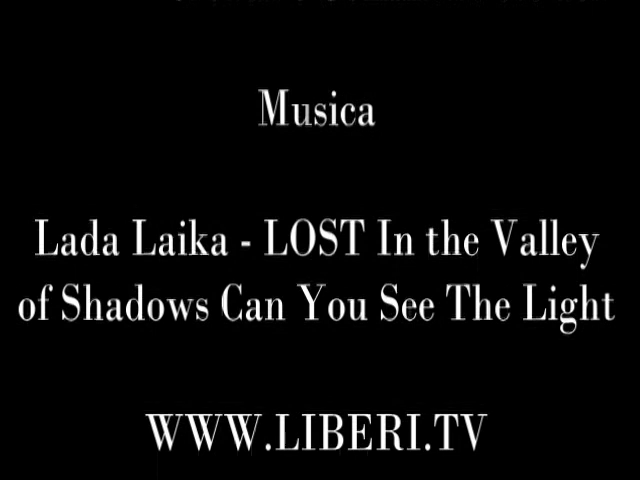 Musica
Lada Laika - LOST In the Valley
of Shadows Can You See The Light
WWW.LIBERI.TV